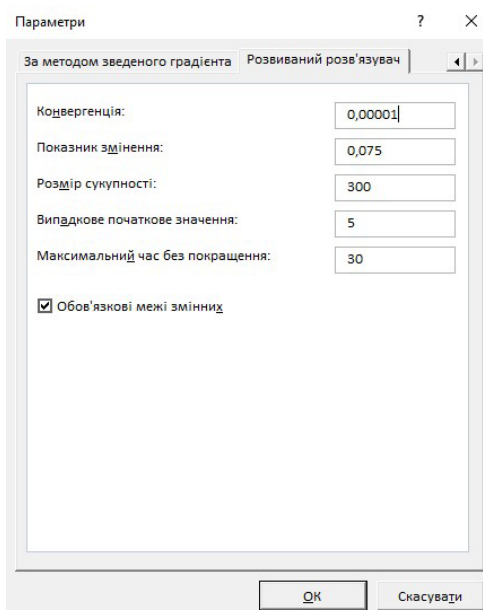 Параметри
?
За методом зведеного градієнта
Розвиваний розв'язувач
Конвергенція:
0,00001
Показник змінення:
0,075
Розмір сукупності:
300
Випадкове початкове значення:
5
Максимальний час без покращення:
30
Обов'язкові межі змінних
ОК
Скасувати